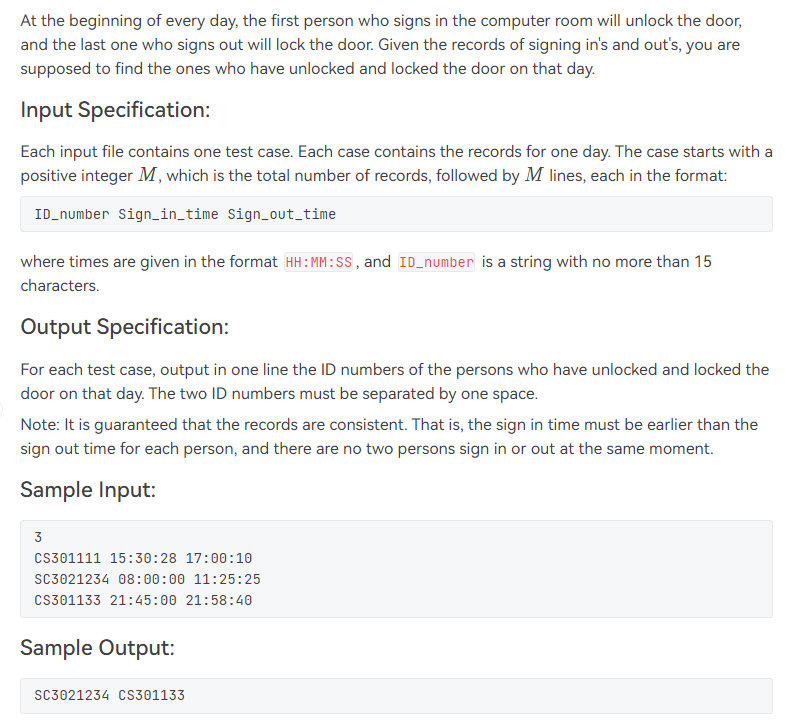 At the beginning of every day, the first person who signs in the computer room will unlock the door,
and the last one who signs out will lock the door. Given the records of signing in's and out's, you are
supposed to find the ones who have unlocked and locked the door on that day.
Input Specification:
Each input file contains one test case. Each case contains the records for one day. The case starts with a
positive integer M, which is the total number of records, followed by M lines, each in the format:
ID_number Sign_in_time Sign_out_time
where times are given in the format HH:MM:SS, and ID_number is a string with no more than 15
characters.
Output Specification:
For each test case, output in one line the ID numbers of the persons who have unlocked and locked the
door on that day. The two ID numbers must be separated by one space.
Note: It is guaranteed that the records are consistent. That is, the sign in time must be earlier than the
sign out time for each person, and there are no two persons sign in or out at the same moment.
Sample Input:
3
CS301111 15:30:28 17:00:10
SC3021234 08:00:00 11:25:25
CS301133 21:45:00 21:58:40
Sample Output:
SC3021234 CS301133